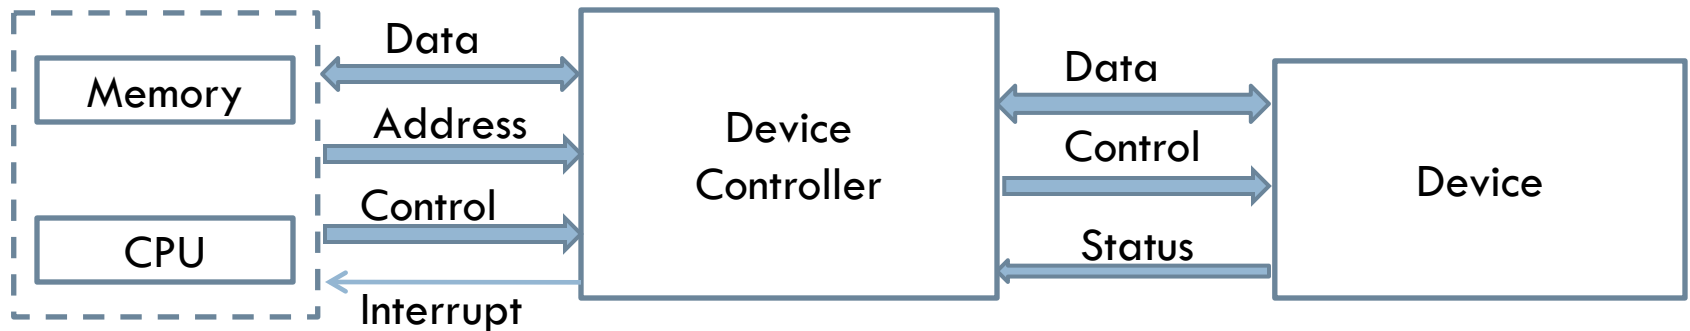 Memory
CPU
Data
Address
Control
Interrupt
Device
Controller
Data
Control
Status
Device